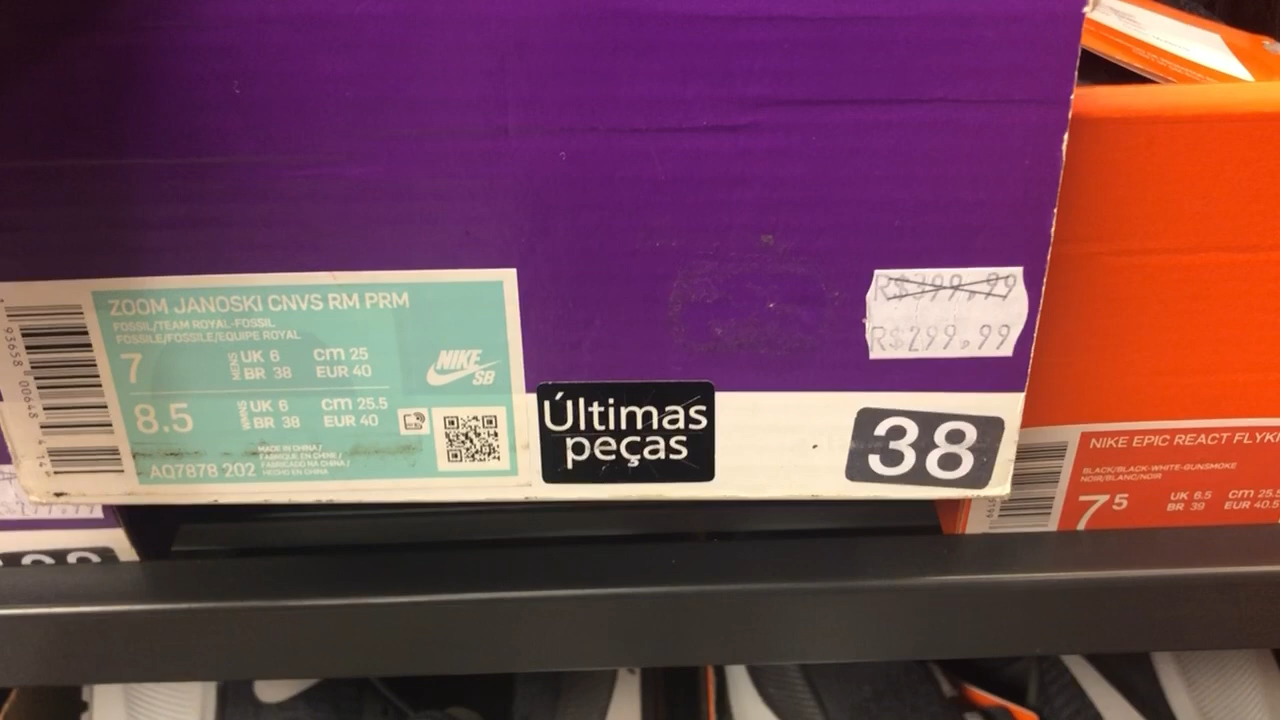 ZOOM JANOSKI CNVS RM PRM
FOSSIL/TEAM ROYAL-FOSSIL
FOSSILE/FOSSILE/EQUIPE ROYAL
7 MENS UK 6 cm 25
BR 38 EUR 40
NIKE SB
8.5 WMNS UK 6 cm 25.5
BR 38 EUR 40
MADE IN CHINA /
FABRIQUE EN CHINE /
FABRICADO NA CHINA /
HECHO EN CHINA
AQ7878 202
Últimas
peças
R$399.99
R$299.99
38
NIKE EPIC REACT FLYK
BLACK/BLACK-WHITE-GUNSMOKE
NOIR/BLANC/NOIR
7.5 UK 6.5 cm 25.5
BR 39 EUR 40.5